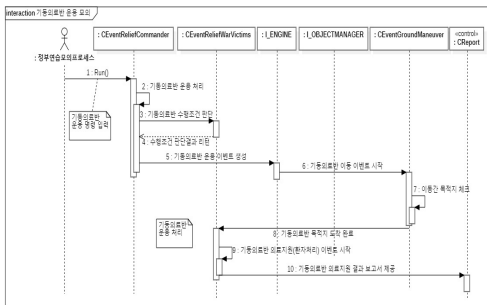 interaction 기동의료반 운용 모의
: 정부연습모의프로세스
: CEventReliefCommander
: CEventReliefWarVictims
: I_ENGINE
: I_OBJECTMANAGER
: CEventGroundManeuver
«control»
: CReport
1 : Run()
2 : 기동의료반 운용 처리
기동의료반
운용 명령 입력
3 : 기동의료반 수행조건 판단
4 : 수행조건 판단결과 리턴
5 : 기동의료반 운용 이벤트 생성
6 : 기동의료반 이동 이벤트 시작
7 : 이동간 목적지 체크
기동의료반
운용 처리
8 : 기동의료반 목적지 도착 완료
9 : 기동의료반 의료지원(환자처리) 이벤트 시작
10 : 기동의료반 의료지원 결과 보고서 제공